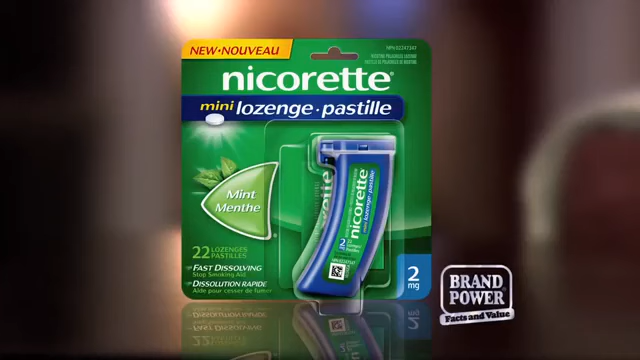 NEW•NOUVEAU
nicorette®
mini lozenge • pastille
Mint
Menthe
22 LOZENGES
PASTILLES
FAST DISSOLVING
Stop Smoking Aid
DISSOLUTION RAPIDE
Aide pour cesser de fumer
nicorette
mini lozenge • pastille
2
mg
BRAND
POWER®
Facts and Value